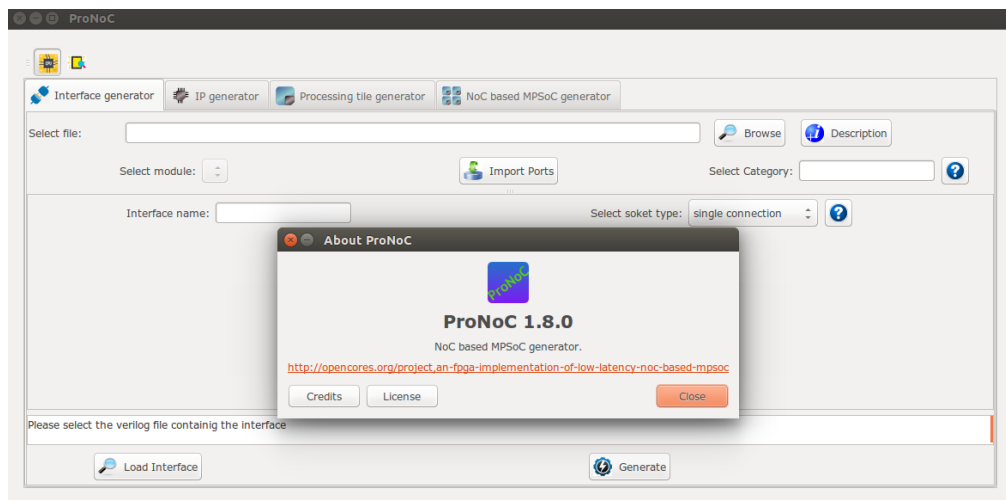 ProNoC
Interface generator IP generator Processing tile generator NoC based MPSoC generator
Select file: Browse Description
Select module: Import Ports Select Category:
Interface name: Select soket type: single connection
About ProNoC
ProNoC
ProNoC 1.8.0
NoC based MPSoC generator.
http://opencores.org/project,an-fpga-implementation-of-low-latency-noc-based-mpsoc
Credits License Close
Please select the verilog file containig the interface
Load Interface Generate